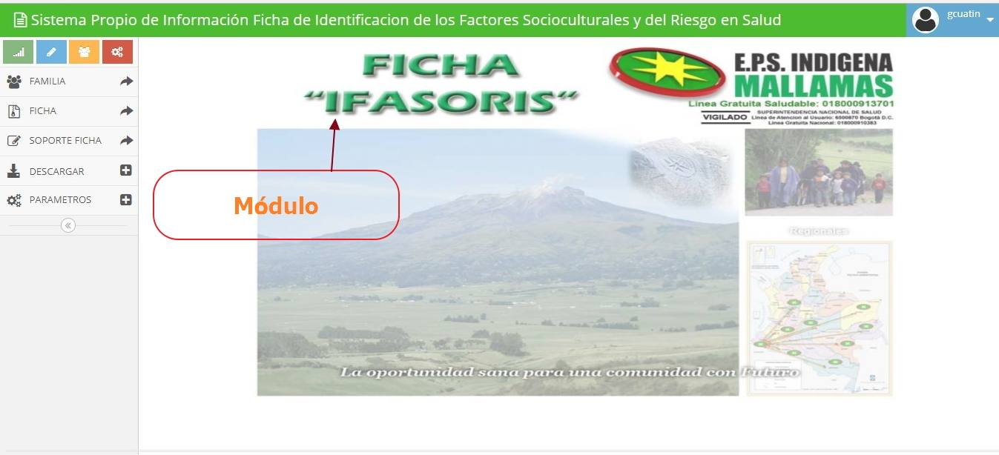 Sistema Propio de Información Ficha de Identificacion de los Factores Socioculturales y del Riesgo en Salud
gcuatin
FAMILIA
FICHA
SOPORTE FICHA
DESCARGAR
PARAMETROS
FICHA
“IFASORIS”
E.P.S. INDIGENA
MALLAMAS
Linea Gratuita Saludable: 018000913701
VIGILADO
SUPERINTENDENCIA NACIONAL DE SALUD
Linea de Atencion al Usuario: 6500870 Bogotá D.C.
Linea Gratuita Nacional: 018000910383
Módulo
Regionales
La oportunidad sana para una comunidad con Futuro